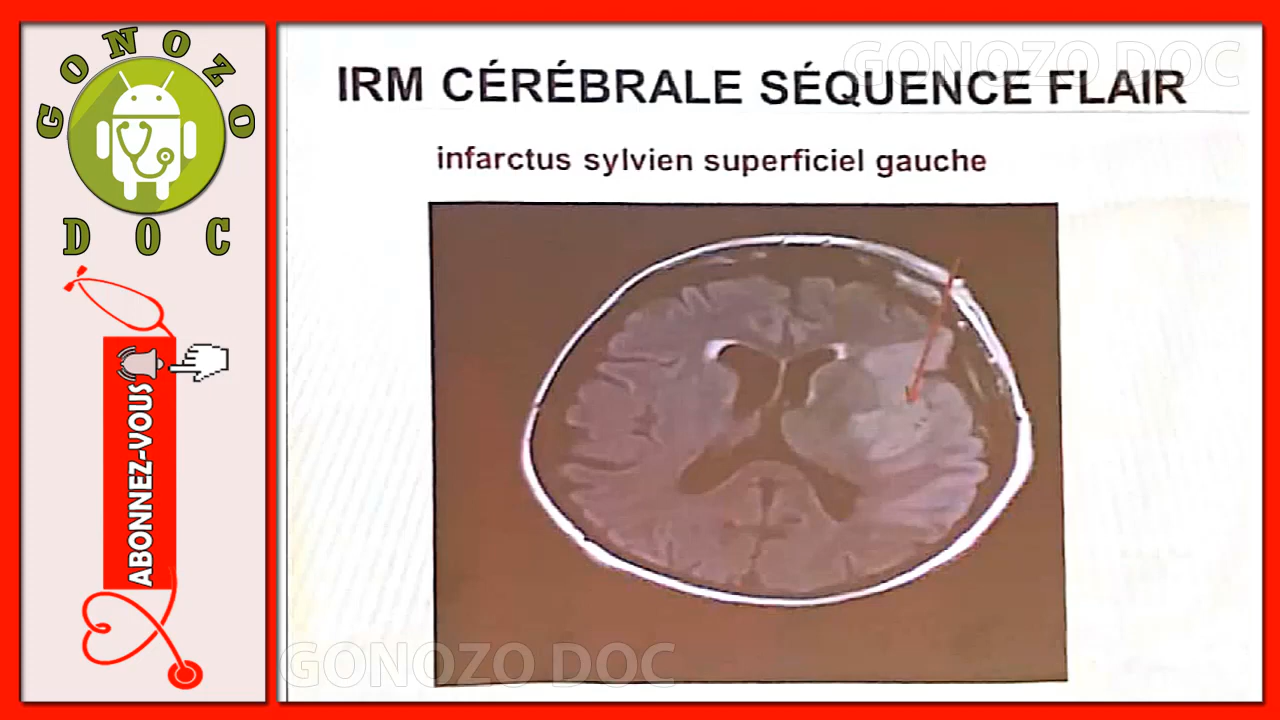 GONOZO
DOC
ABONNEZ-VOUS
GONOZO DOC
IRM CÉRÉBRALE SÉQUENCE FLAIR
infarctus sylvien superficiel gauche
GONOZO DOC